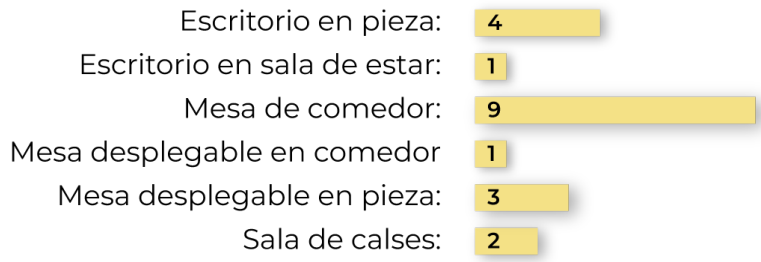 Escritorio en pieza: 4
Escritorio en sala de estar: 1
Mesa de comedor: 9
Mesa desplegable en comedor 1
Mesa desplegable en pieza: 3
Sala de calses: 2